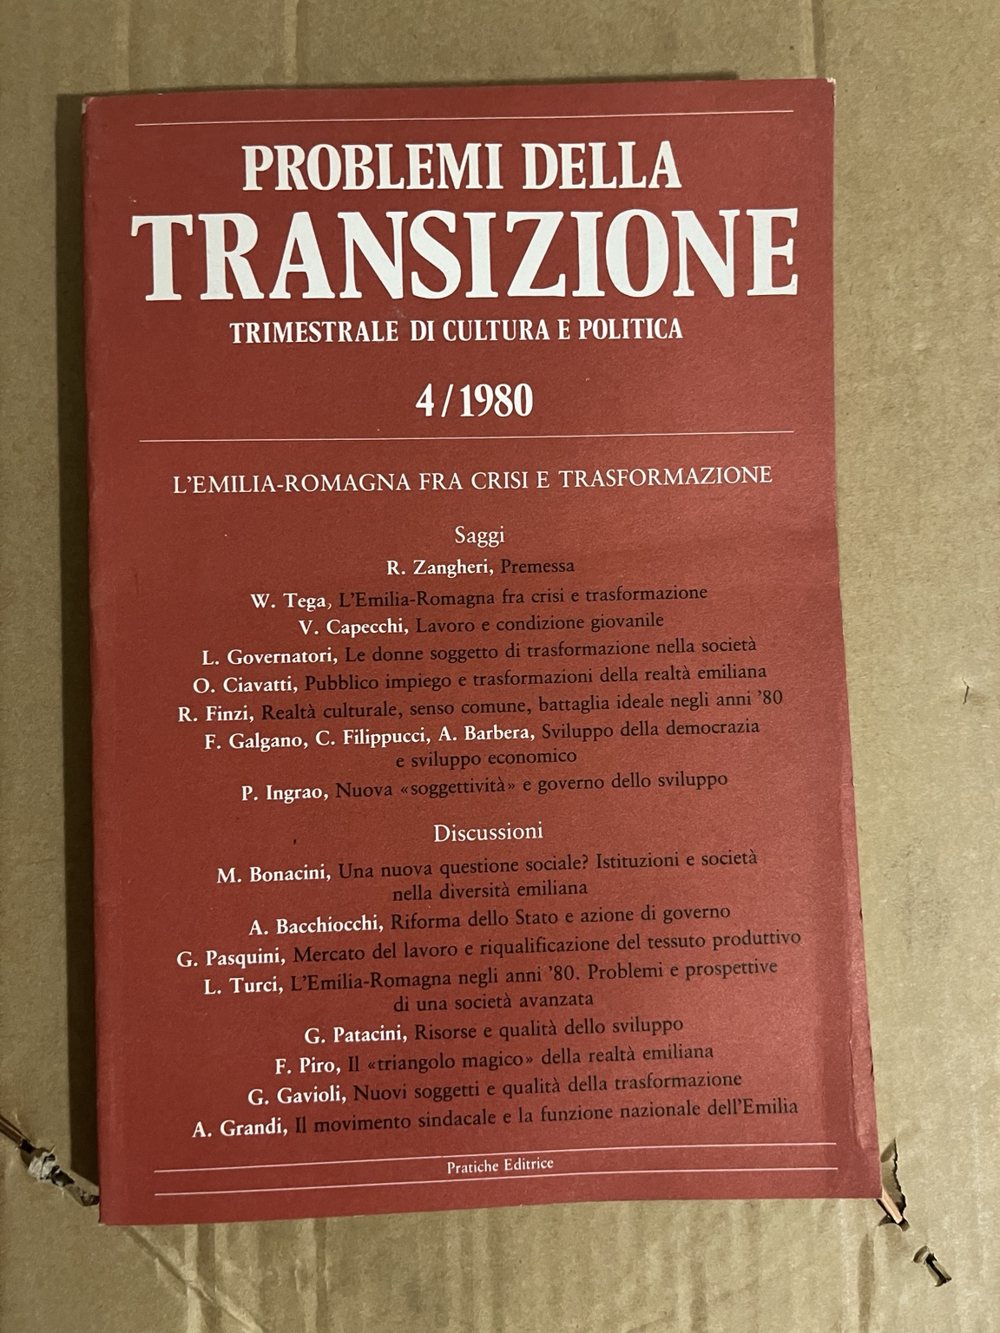 PROBLEMI DELLA
TRANSIZIONE
TRIMESTRALE DI CULTURA E POLITICA
4/1980
L'EMILIA-ROMAGNA FRA CRISI E TRASFORMAZIONE
Saggi
R. Zangheri, Premessa
W. Tega, L'Emilia-Romagna fra crisi e trasformazione
V. Capecchi, Lavoro e condizione giovanile
L. Governatori, Le donne soggetto di trasformazione nella società
O. Ciavatti, Pubblico impiego e trasformazioni della realtà emiliana
R. Finzi, Realtà culturale, senso comune, battaglia ideale negli anni '80
F. Galgano, C. Filippucci, A. Barbera, Sviluppo della democrazia
e sviluppo economico
P. Ingrao, Nuova «soggettività» e governo dello sviluppo
Discussioni
M. Bonacini, Una nuova questione sociale? Istituzioni e società
nella diversità emiliana
A. Bacchiocchi, Riforma dello Stato e azione di governo
G. Pasquini, Mercato del lavoro e riqualificazione del tessuto produttivo
L. Turci, L'Emilia-Romagna negli anni '80. Problemi e prospettive
di una società avanzata
G. Patacini, Risorse e qualità dello sviluppo
F. Piro, Il «triangolo magico» della realtà emiliana
G. Gavioli, Nuovi soggetti e qualità della trasformazione
A. Grandi, Il movimento sindacale e la funzione nazionale dell'Emilia
Pratiche Editrice